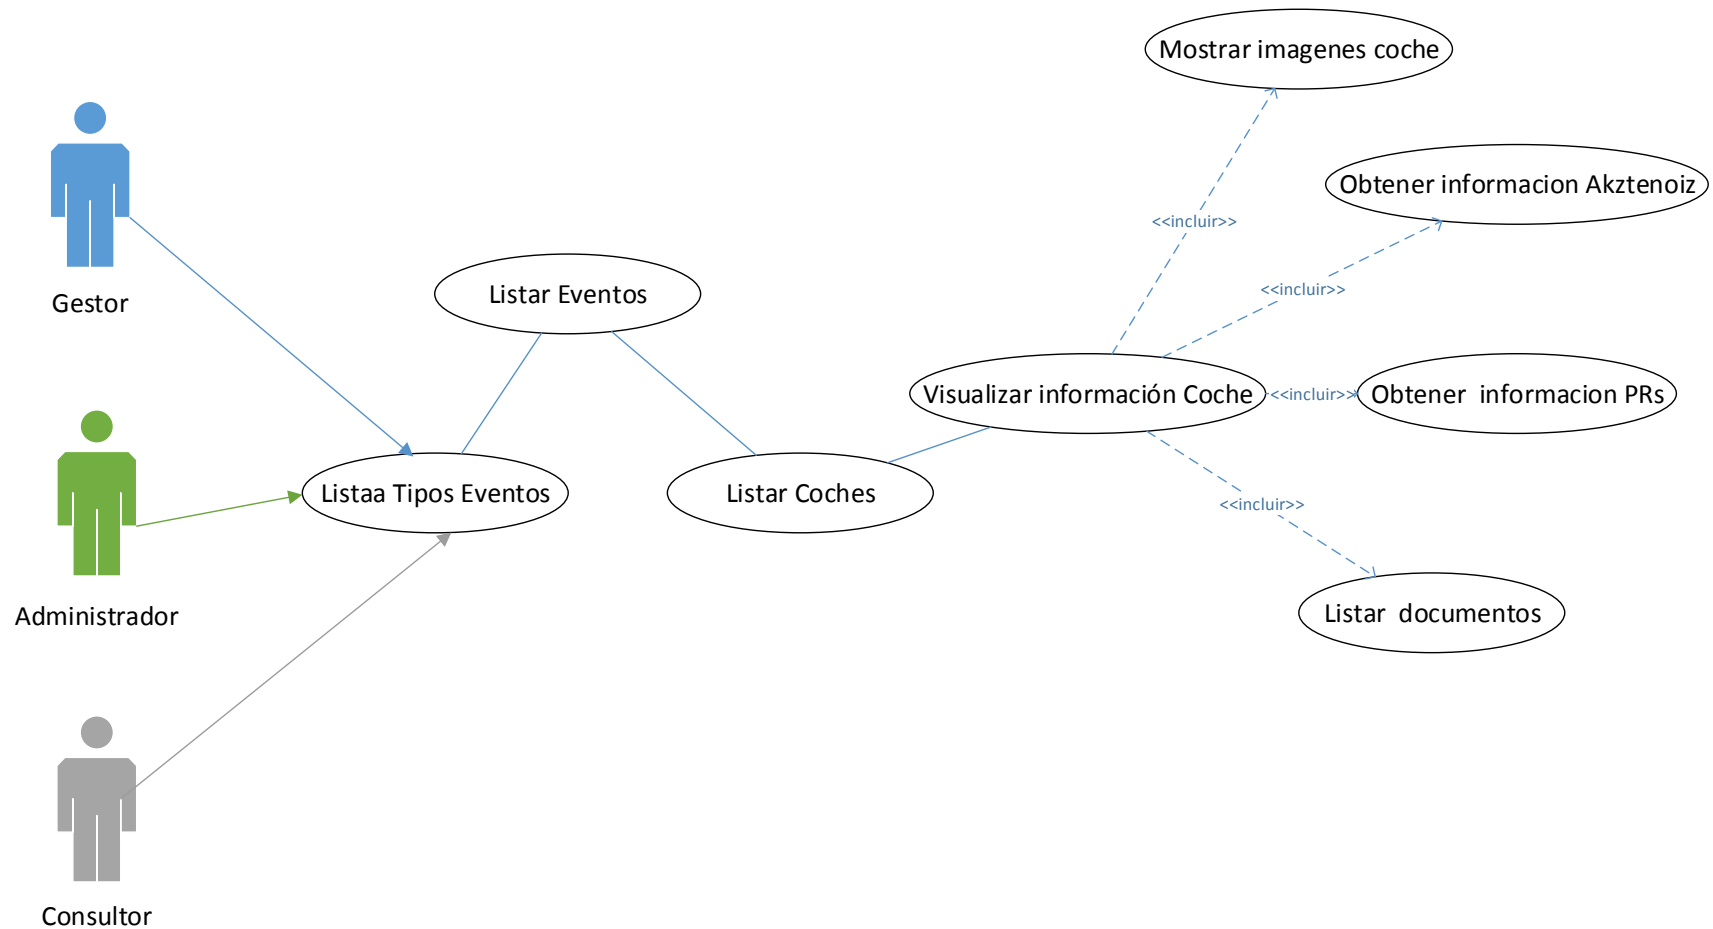 Mostrar imagenes coche
Obtener informacion Akztenoiz
<<incluir>>
<<incluir>>
Listar Eventos
Gestor
Visualizar información Coche
<<incluir>>
Obtener  informacion PRs
Listaa Tipos Eventos
Listar Coches
<<incluir>>
Administrador
Listar  documentos
Consultor